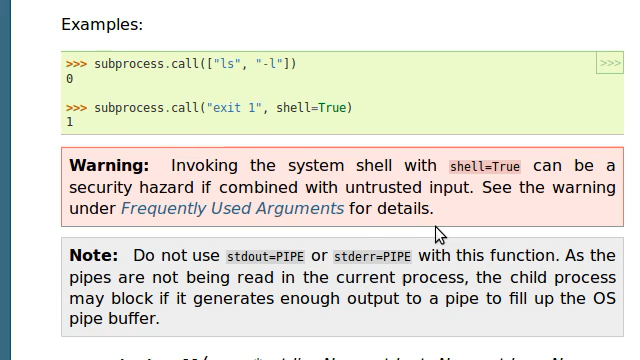 Examples:
>>> subprocess.call(["ls", "-l"])
>>>
0
>>> subprocess.call("exit 1", shell=True)
1
Warning: Invoking the system shell with shell=True can be a
security hazard if combined with untrusted input. See the warning
under Frequently Used Arguments for details.
Note: Do not use stdout=PIPE or stderr=PIPE with this function. As the
pipes are not being read in the current process, the child process
may block if it generates enough output to a pipe to fill up the OS
pipe buffer.